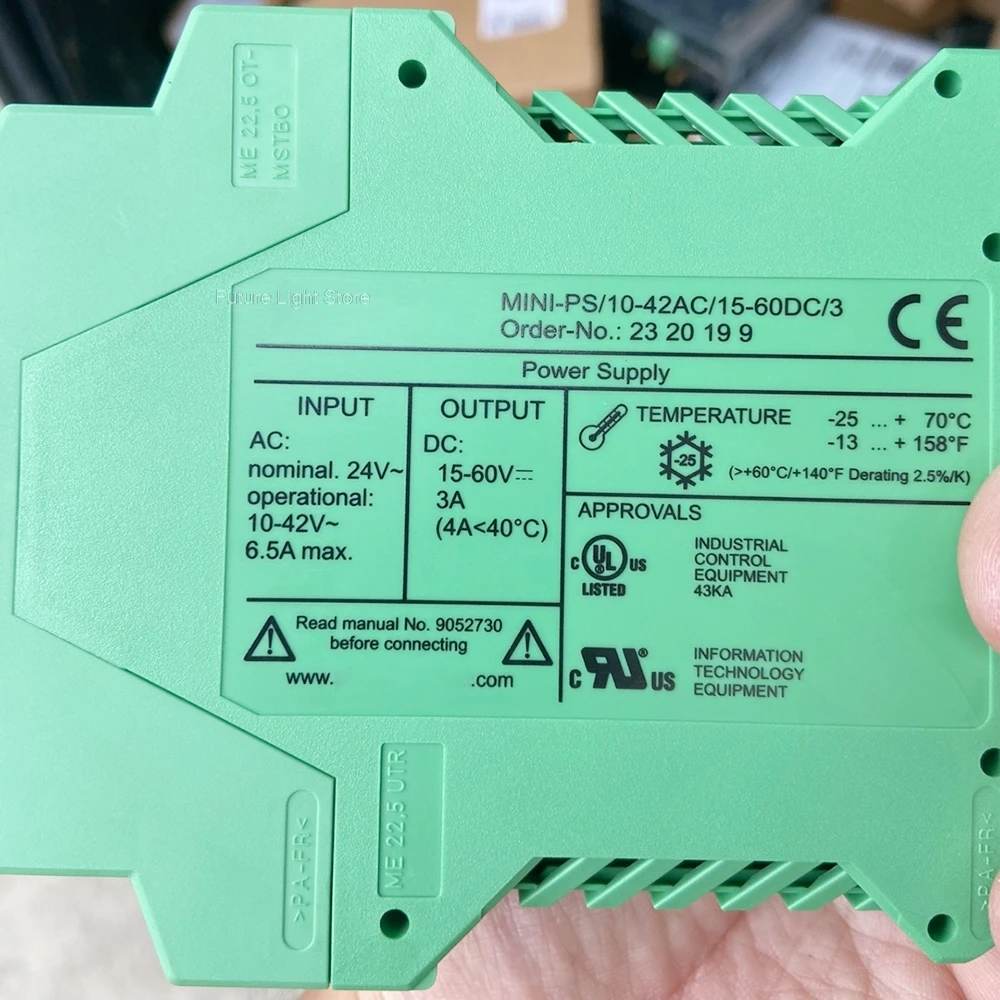 ME 22,5 OT-
MSTBO
Future Light Store
MINI-PS/10-42AC/15-60DC/3
Order-No.: 23 20 19 9
CE
Power Supply
INPUT
AC:
nominal. 24V~
operational:
10-42V~
6.5A max.
OUTPUT
DC:
15-60V⎓
3A
(4A<40°C)
TEMPERATURE -25 ... + 70°C
-13 ... + 158°F
-25
(>+60°C/+140°F Derating 2.5%/K)
APPROVALS
C UL US
LISTED
INDUSTRIAL
CONTROL
EQUIPMENT
43KA
Read manual No. 9052730
before connecting
www. .com
C RU® US
INFORMATION
TECHNOLOGY
EQUIPMENT
ME 22,5 UTR
>PA-FR<
>PA-FR<